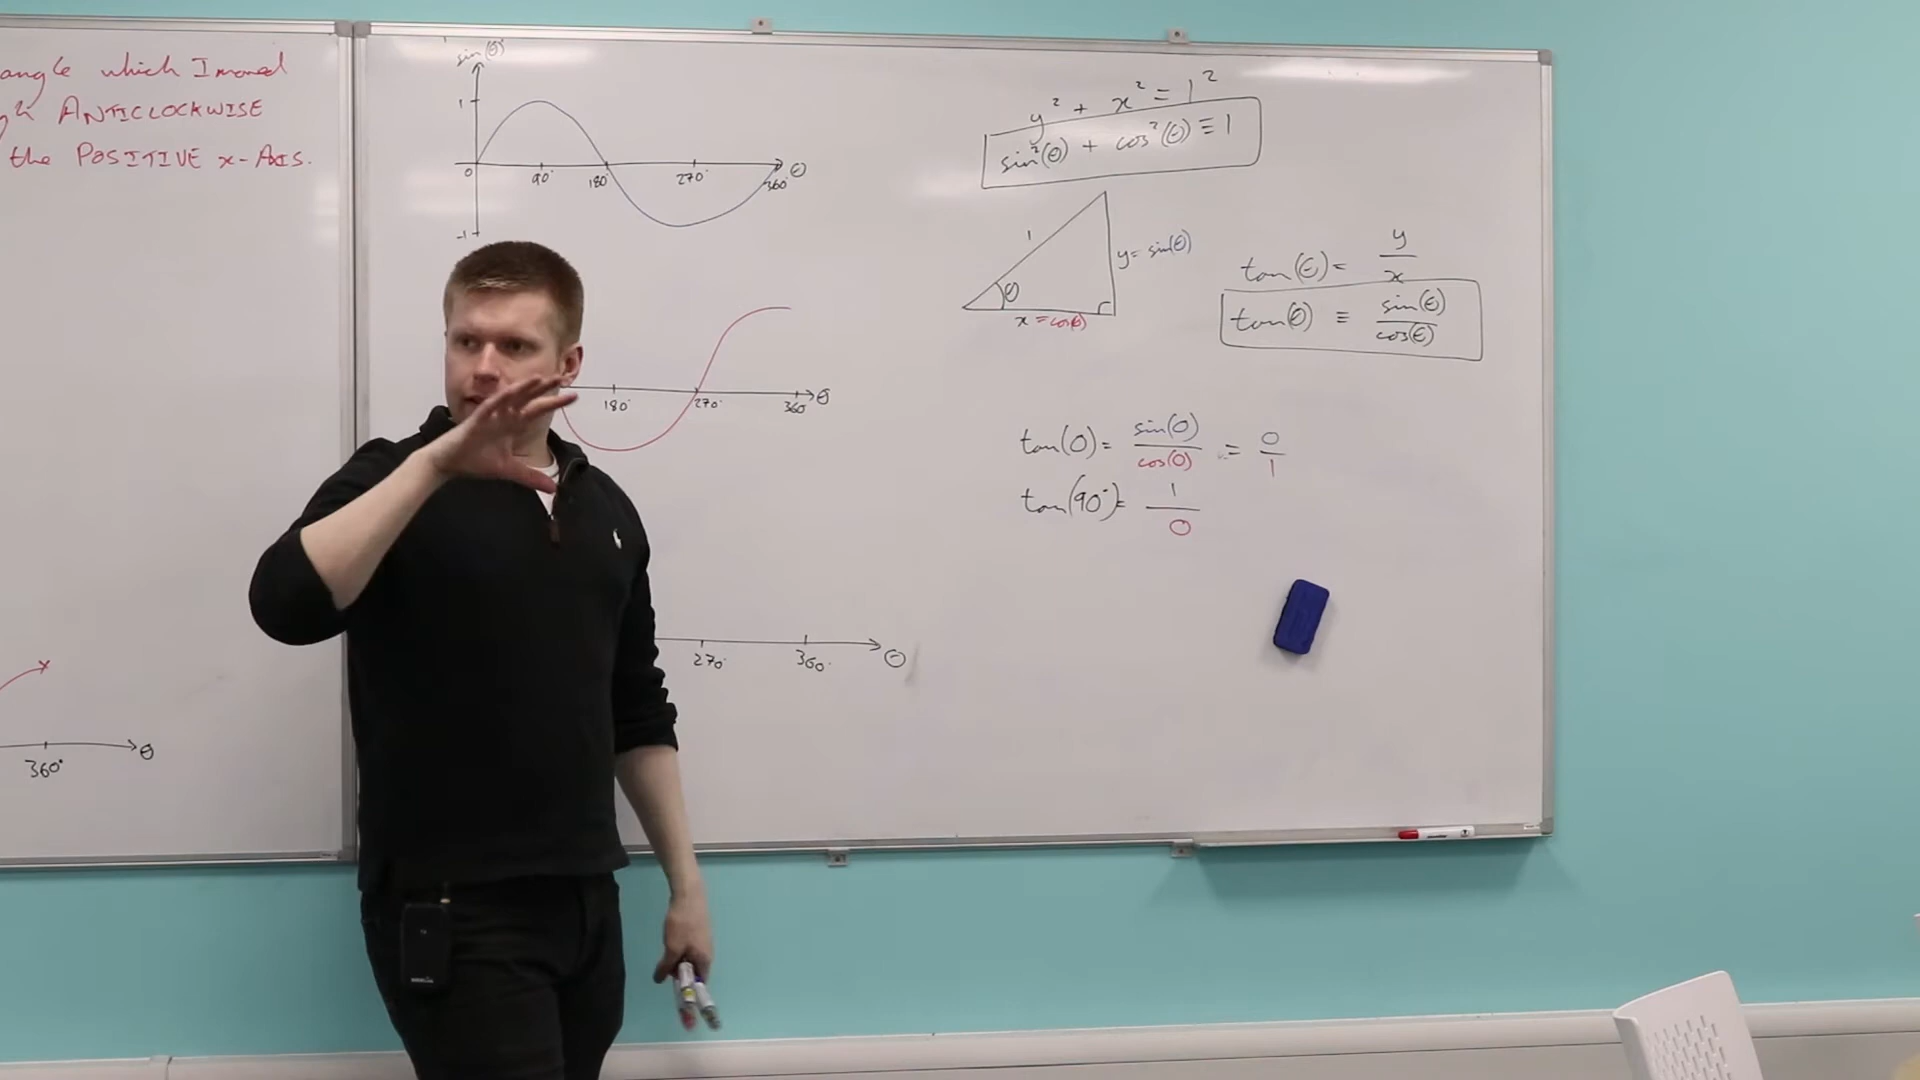 angle which I moved
ANTICLOCKWISE
the POSITIVE x-AXIS.
360° θ
sin(θ)
1
0 90° 180° 270° 360° θ
-1
180° 270° 360° θ
270° 360° θ
y² + x² = 1²
sin²(θ) + cos²(θ) ≡ 1
1
θ
y = sin(θ)
x = cos(θ)
tan(θ) = y/x
tan(θ) ≡ sin(θ)/cos(θ)
tan(0) = sin(0)/cos(0) = 0/1
tan(90°) = 1/0